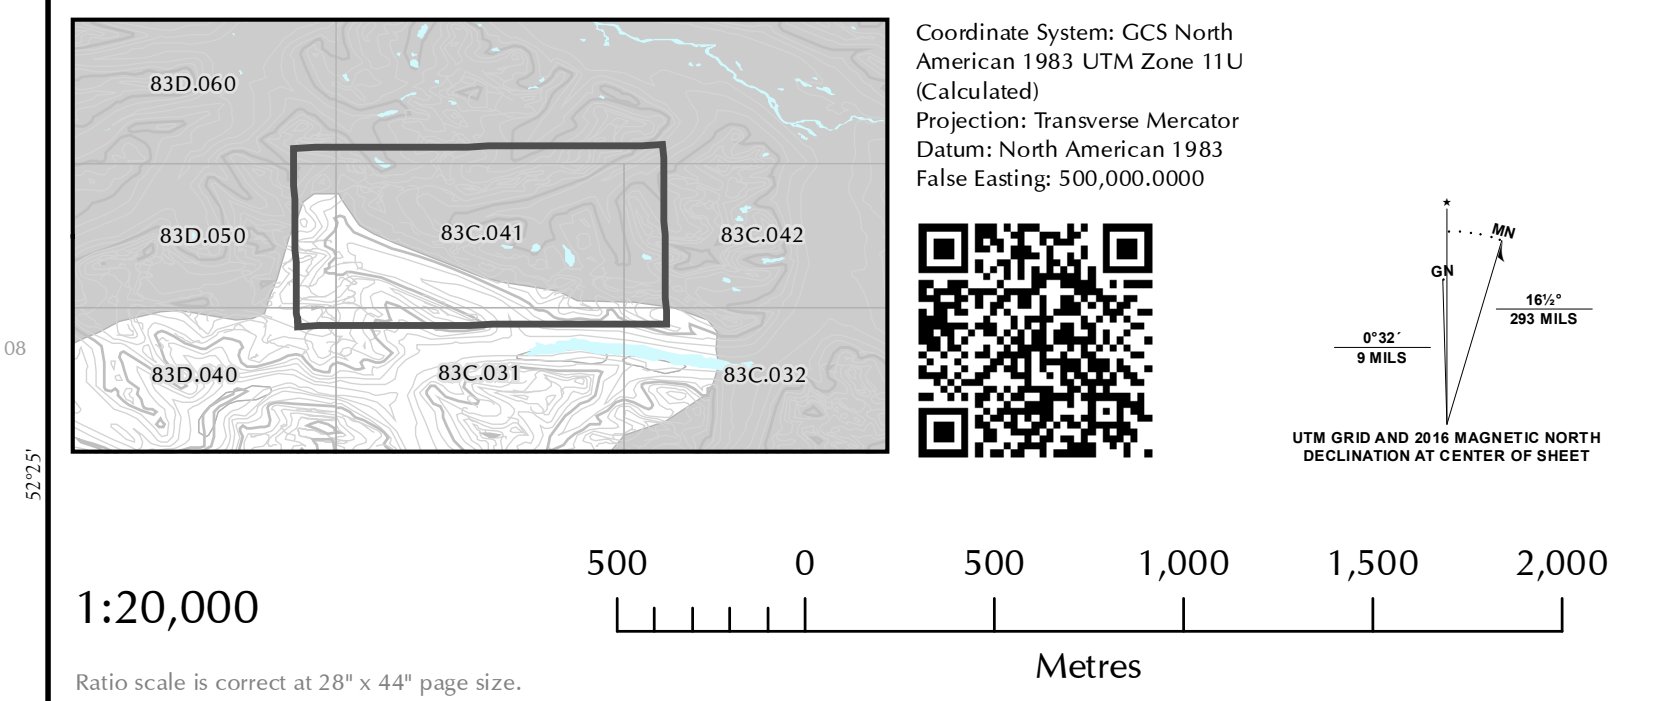 83D.060
83D.050
83C.041
83C.042
83D.040
83C.031
83C.032
Coordinate System: GCS North
American 1983 UTM Zone 11U
(Calculated)
Projection: Transverse Mercator
Datum: North American 1983
False Easting: 500,000.0000
MN
GN
16½°
293 MILS
0°32´
9 MILS
UTM GRID AND 2016 MAGNETIC NORTH
DECLINATION AT CENTER OF SHEET
08
52°25'
500 0 500 1,000 1,500 2,000
1:20,000
Metres
Ratio scale is correct at 28" x 44" page size.